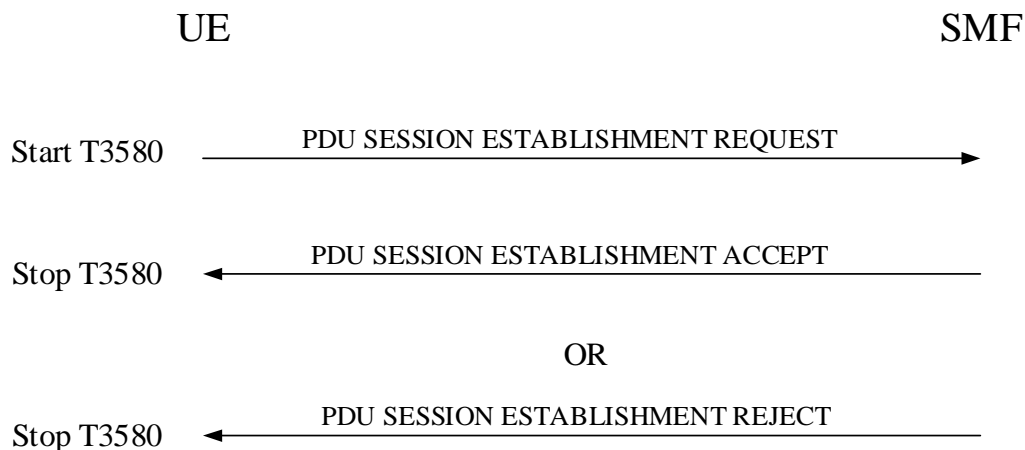 UE SMF
Start T3580 PDU SESSION ESTABLISHMENT REQUEST
Stop T3580 PDU SESSION ESTABLISHMENT ACCEPT
OR
Stop T3580 PDU SESSION ESTABLISHMENT REJECT